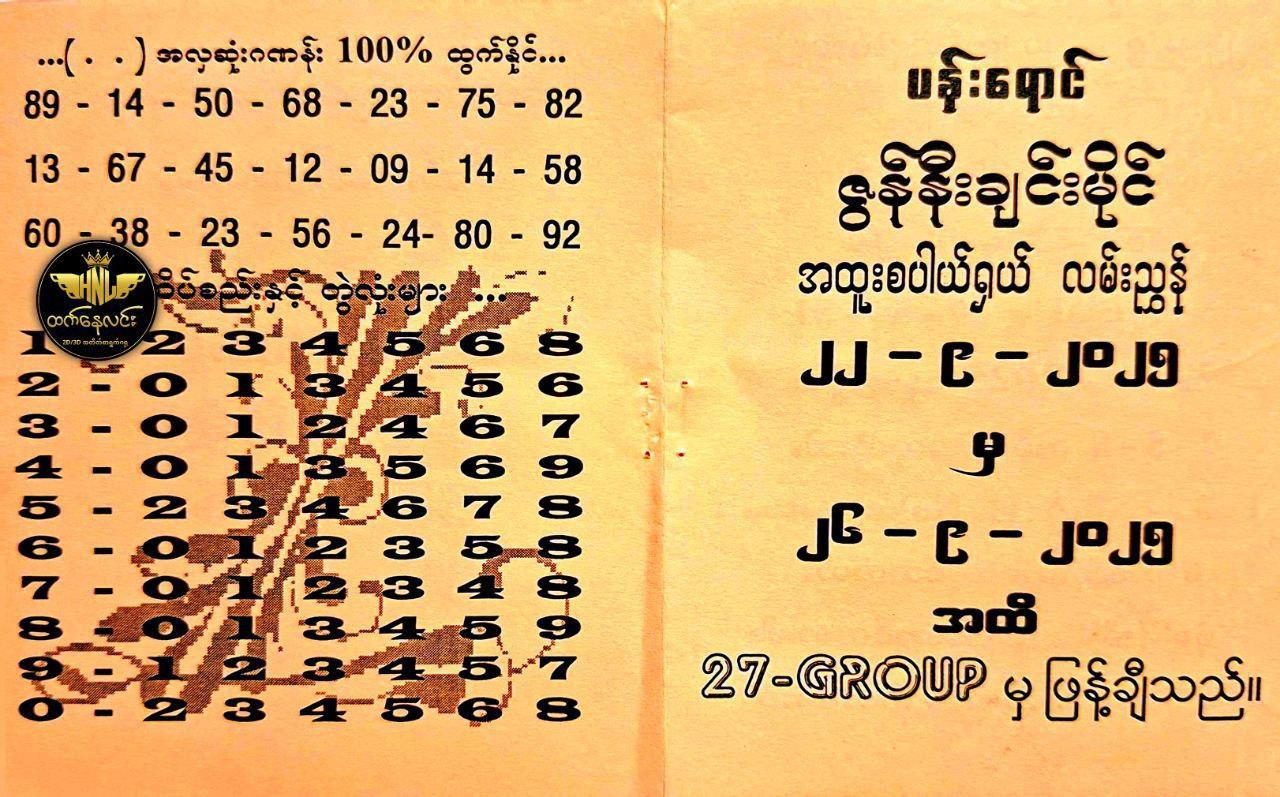 ...( . . ) အလှဆုံးဂဏန်း 100% ထွက်နိုင်...
89 - 14 - 50 - 68 - 23 - 75 - 82
13 - 67 - 45 - 12 - 09 - 14 - 58
60 - 38 - 23 - 56 - 24- 80 - 92
ထိပ်စည်းနှင့် တွဲလုံးများ ...
HNL
ထက်နေလင်း
1 - 2 3 4 5 6 8
2 - 0 1 3 4 5 6
3 - 0 1 2 4 6 7
4 - 0 1 3 5 6 9
5 - 2 3 4 6 7 8
6 - 0 1 2 3 5 8
7 - 0 1 2 3 4 8
8 - 0 1 3 4 5 9
9 - 1 2 3 4 5 7
0 - 2 3 4 5 6 8
ပန်းရောင်
ဇွန်နီးချင်းမိုင်
အထူးစပါယ်ရှယ် လမ်းညွှန်
၂၂ – ၉ – ၂၀၂၅
မှ
၂၆ – ၉ – ၂၀၂၅
အထိ
27-GROUP မှ ဖြန့်ချီသည်။